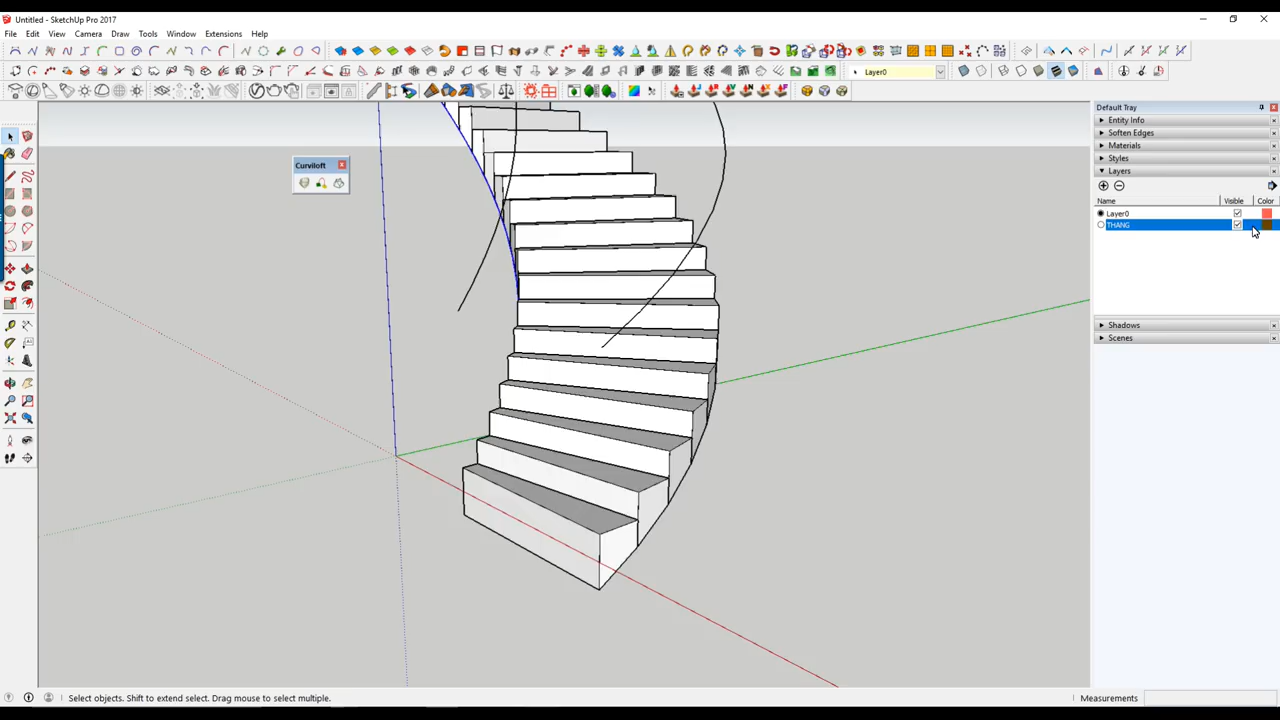 Untitled - SketchUp Pro 2017
File Edit View Camera Draw Tools Window Extensions Help
Layer0
Default Tray
Entity Info
Soften Edges
Materials
Styles
Layers
Name Visible Color
Layer0
THANG
Shadows
Scenes
Curviloft
Select objects. Shift to extend select. Drag mouse to select multiple.
Measurements